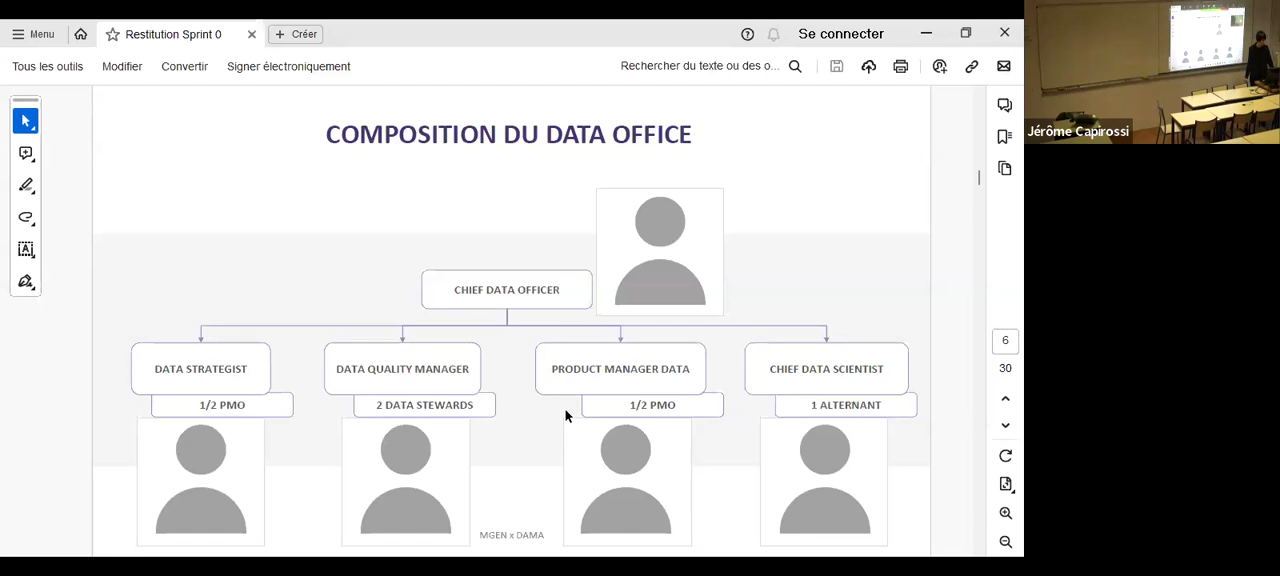 Menu
Restitution Sprint 0
Créer
Se connecter
Tous les outils
Modifier
Convertir
Signer électroniquement
Rechercher du texte ou des o...
Jérôme Capirossi
COMPOSITION DU DATA OFFICE
CHIEF DATA OFFICER
DATA STRATEGIST
DATA QUALITY MANAGER
PRODUCT MANAGER DATA
CHIEF DATA SCIENTIST
1/2 PMO
2 DATA STEWARDS
1/2 PMO
1 ALTERNANT
MGEN x DAMA
6
30